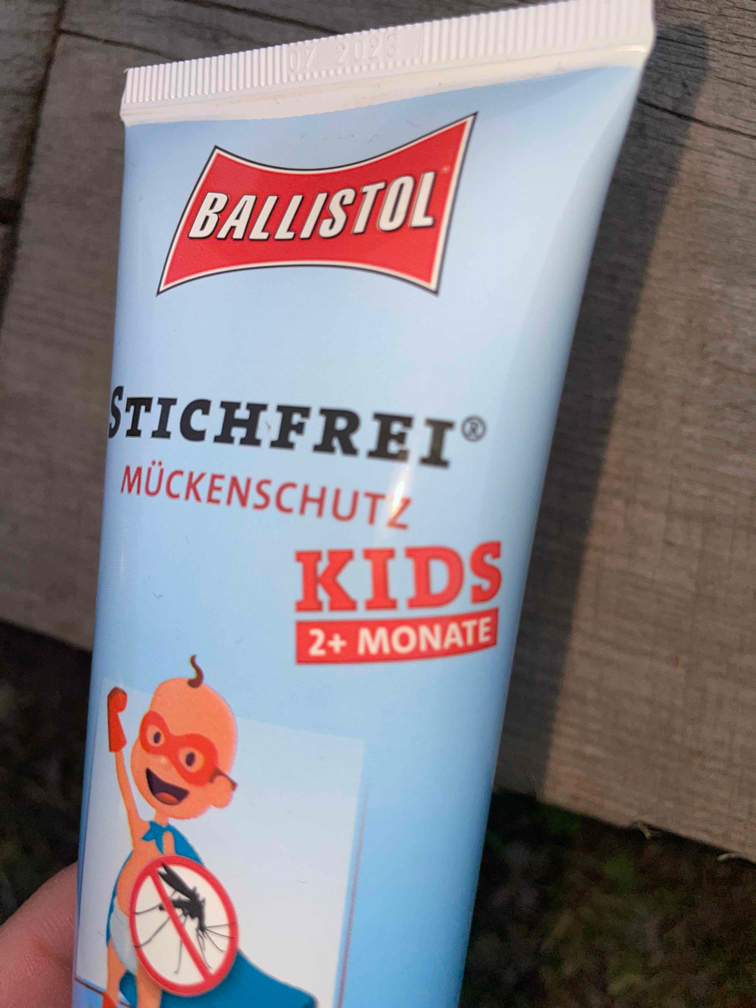 07 2023
BALLISTOL
STICHFREI®
MÜCKENSCHUTZ
KIDS
2+ MONATE